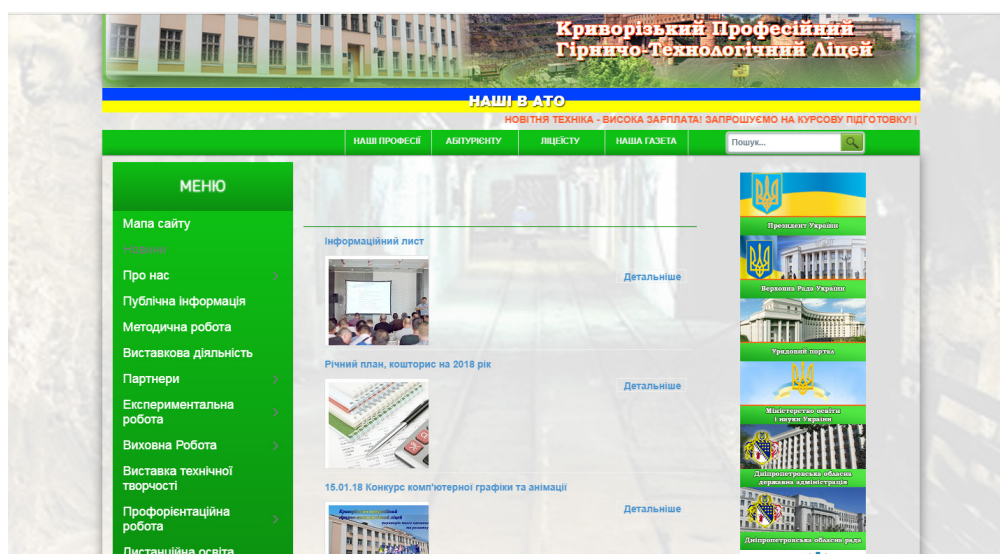 Криворізький Професійний
Гірничо-Технологічний Ліцей
НАШІ В АТО
НОВІТНЯ ТЕХНІКА - ВИСОКА ЗАРПЛАТА! ЗАПРОШУЄМО НА КУРСОВУ ПІДГОТОВКУ! |
НАШІ ПРОФЕСІЇ
АБІТУРІЄНТУ
ЛІЦЕЇСТУ
НАША ГАЗЕТА
Пошук...
МЕНЮ
Мапа сайту
Новини
Про нас
Публічна інформація
Методична робота
Виставкова діяльність
Партнери
Експериментальна
робота
Виховна Робота
Виставка технічної
творчості
Профорієнтаційна
робота
Дистанційна освіта
Інформаційний лист
Детальніше
Річний план, кошторис на 2018 рік
Детальніше
15.01.18 Конкурс комп'ютерної графіки та анімації
Детальніше
Президент України
Верховна Рада України
Урядовий портал
Міністерство освіти
і науки України
Дніпропетровська обласна
державна адміністрація
Дніпропетровська обласна рада